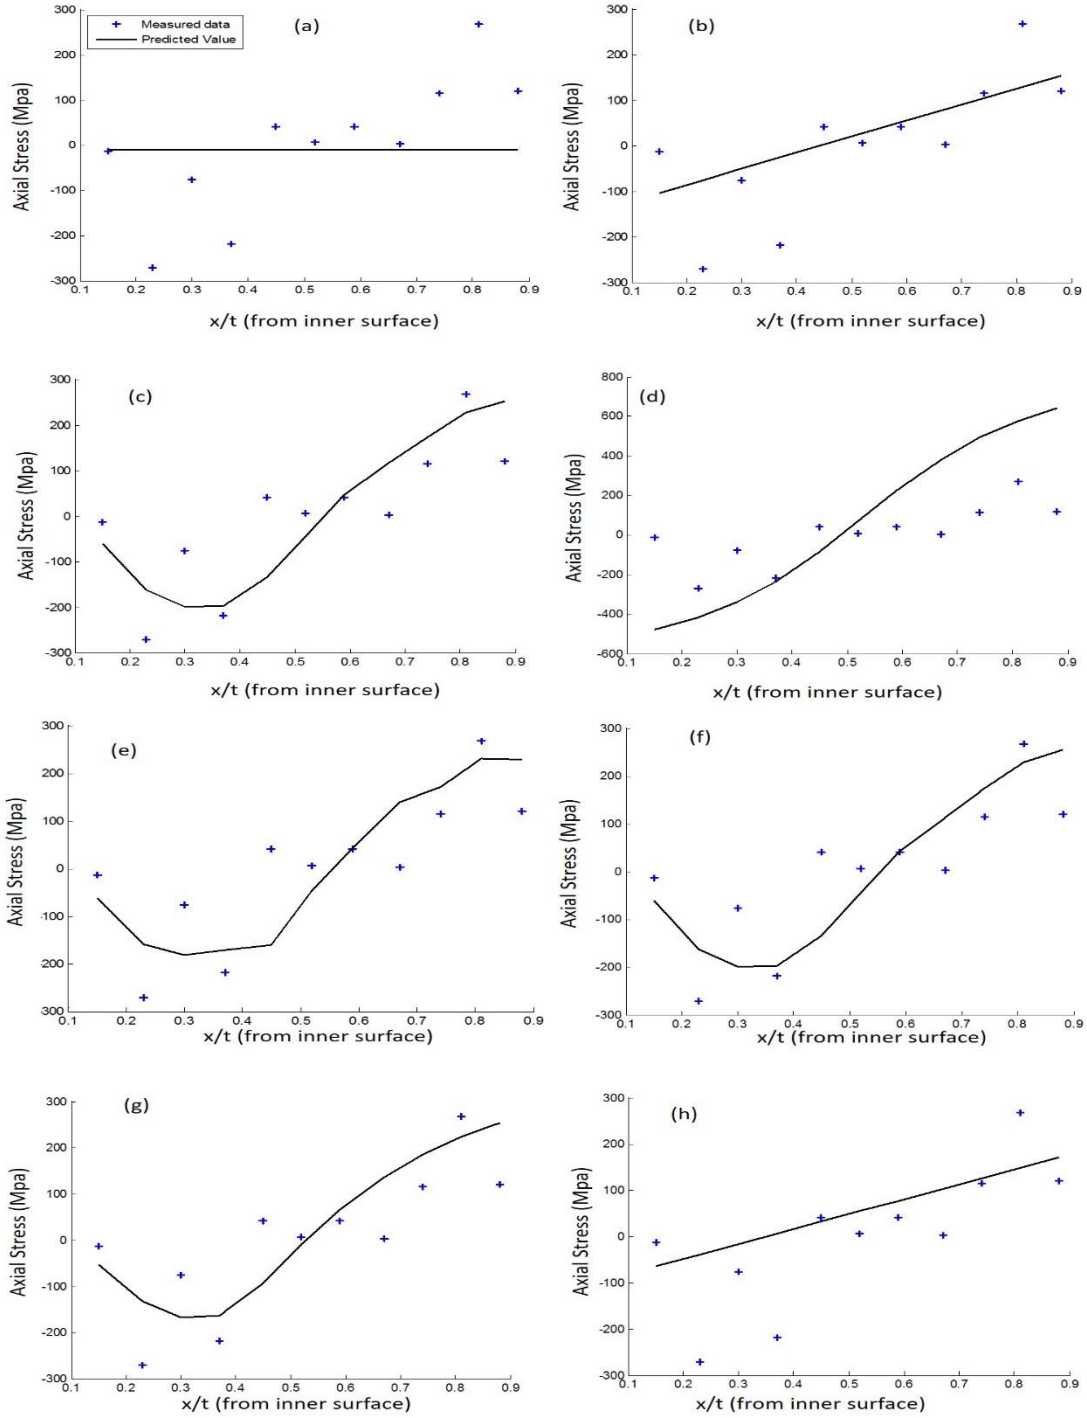 300
200
100
0
-100
-200
-300
0.1 0.2 0.3 0.4 0.5 0.6 0.7 0.8 0.9
Axial Stress (Mpa)
x/t (from inner surface)
Measured data
Predicted Value
(a)
300
200
100
0
-100
-200
-300
0.1 0.2 0.3 0.4 0.5 0.6 0.7 0.8 0.9
Axial Stress (Mpa)
x/t (from inner surface)
(b)
300
200
100
0
-100
-200
-300
0.1 0.2 0.3 0.4 0.5 0.6 0.7 0.8 0.9
Axial Stress (Mpa)
x/t (from inner surface)
(c)
800
600
400
200
0
-200
-400
-600
0.1 0.2 0.3 0.4 0.5 0.6 0.7 0.8 0.9
Axial Stress (Mpa)
x/t (from inner surface)
(d)
300
200
100
0
100
200
300
0.1 0.2 0.3 0.4 0.5 0.6 0.7 0.8 0.9
Axial Stress (Mpa)
x/t (from inner surface)
(e)
300
200
100
0
-100
-200
-300
0.1 0.2 0.3 0.4 0.5 0.6 0.7 0.8 0.9
Axial Stress (Mpa)
x/t (from inner surface)
(f)
300
200
100
0
-100
-200
-300
0.1 0.2 0.3 0.4 0.5 0.6 0.7 0.8 0.9
Axial Stress (Mpa)
x/t (from inner surface)
(g)
300
200
100
0
-100
-200
-300
0.1 0.2 0.3 0.4 0.5 0.6 0.7 0.8 0.9
Axial Stress (Mpa)
x/t (from inner surface)
(h)